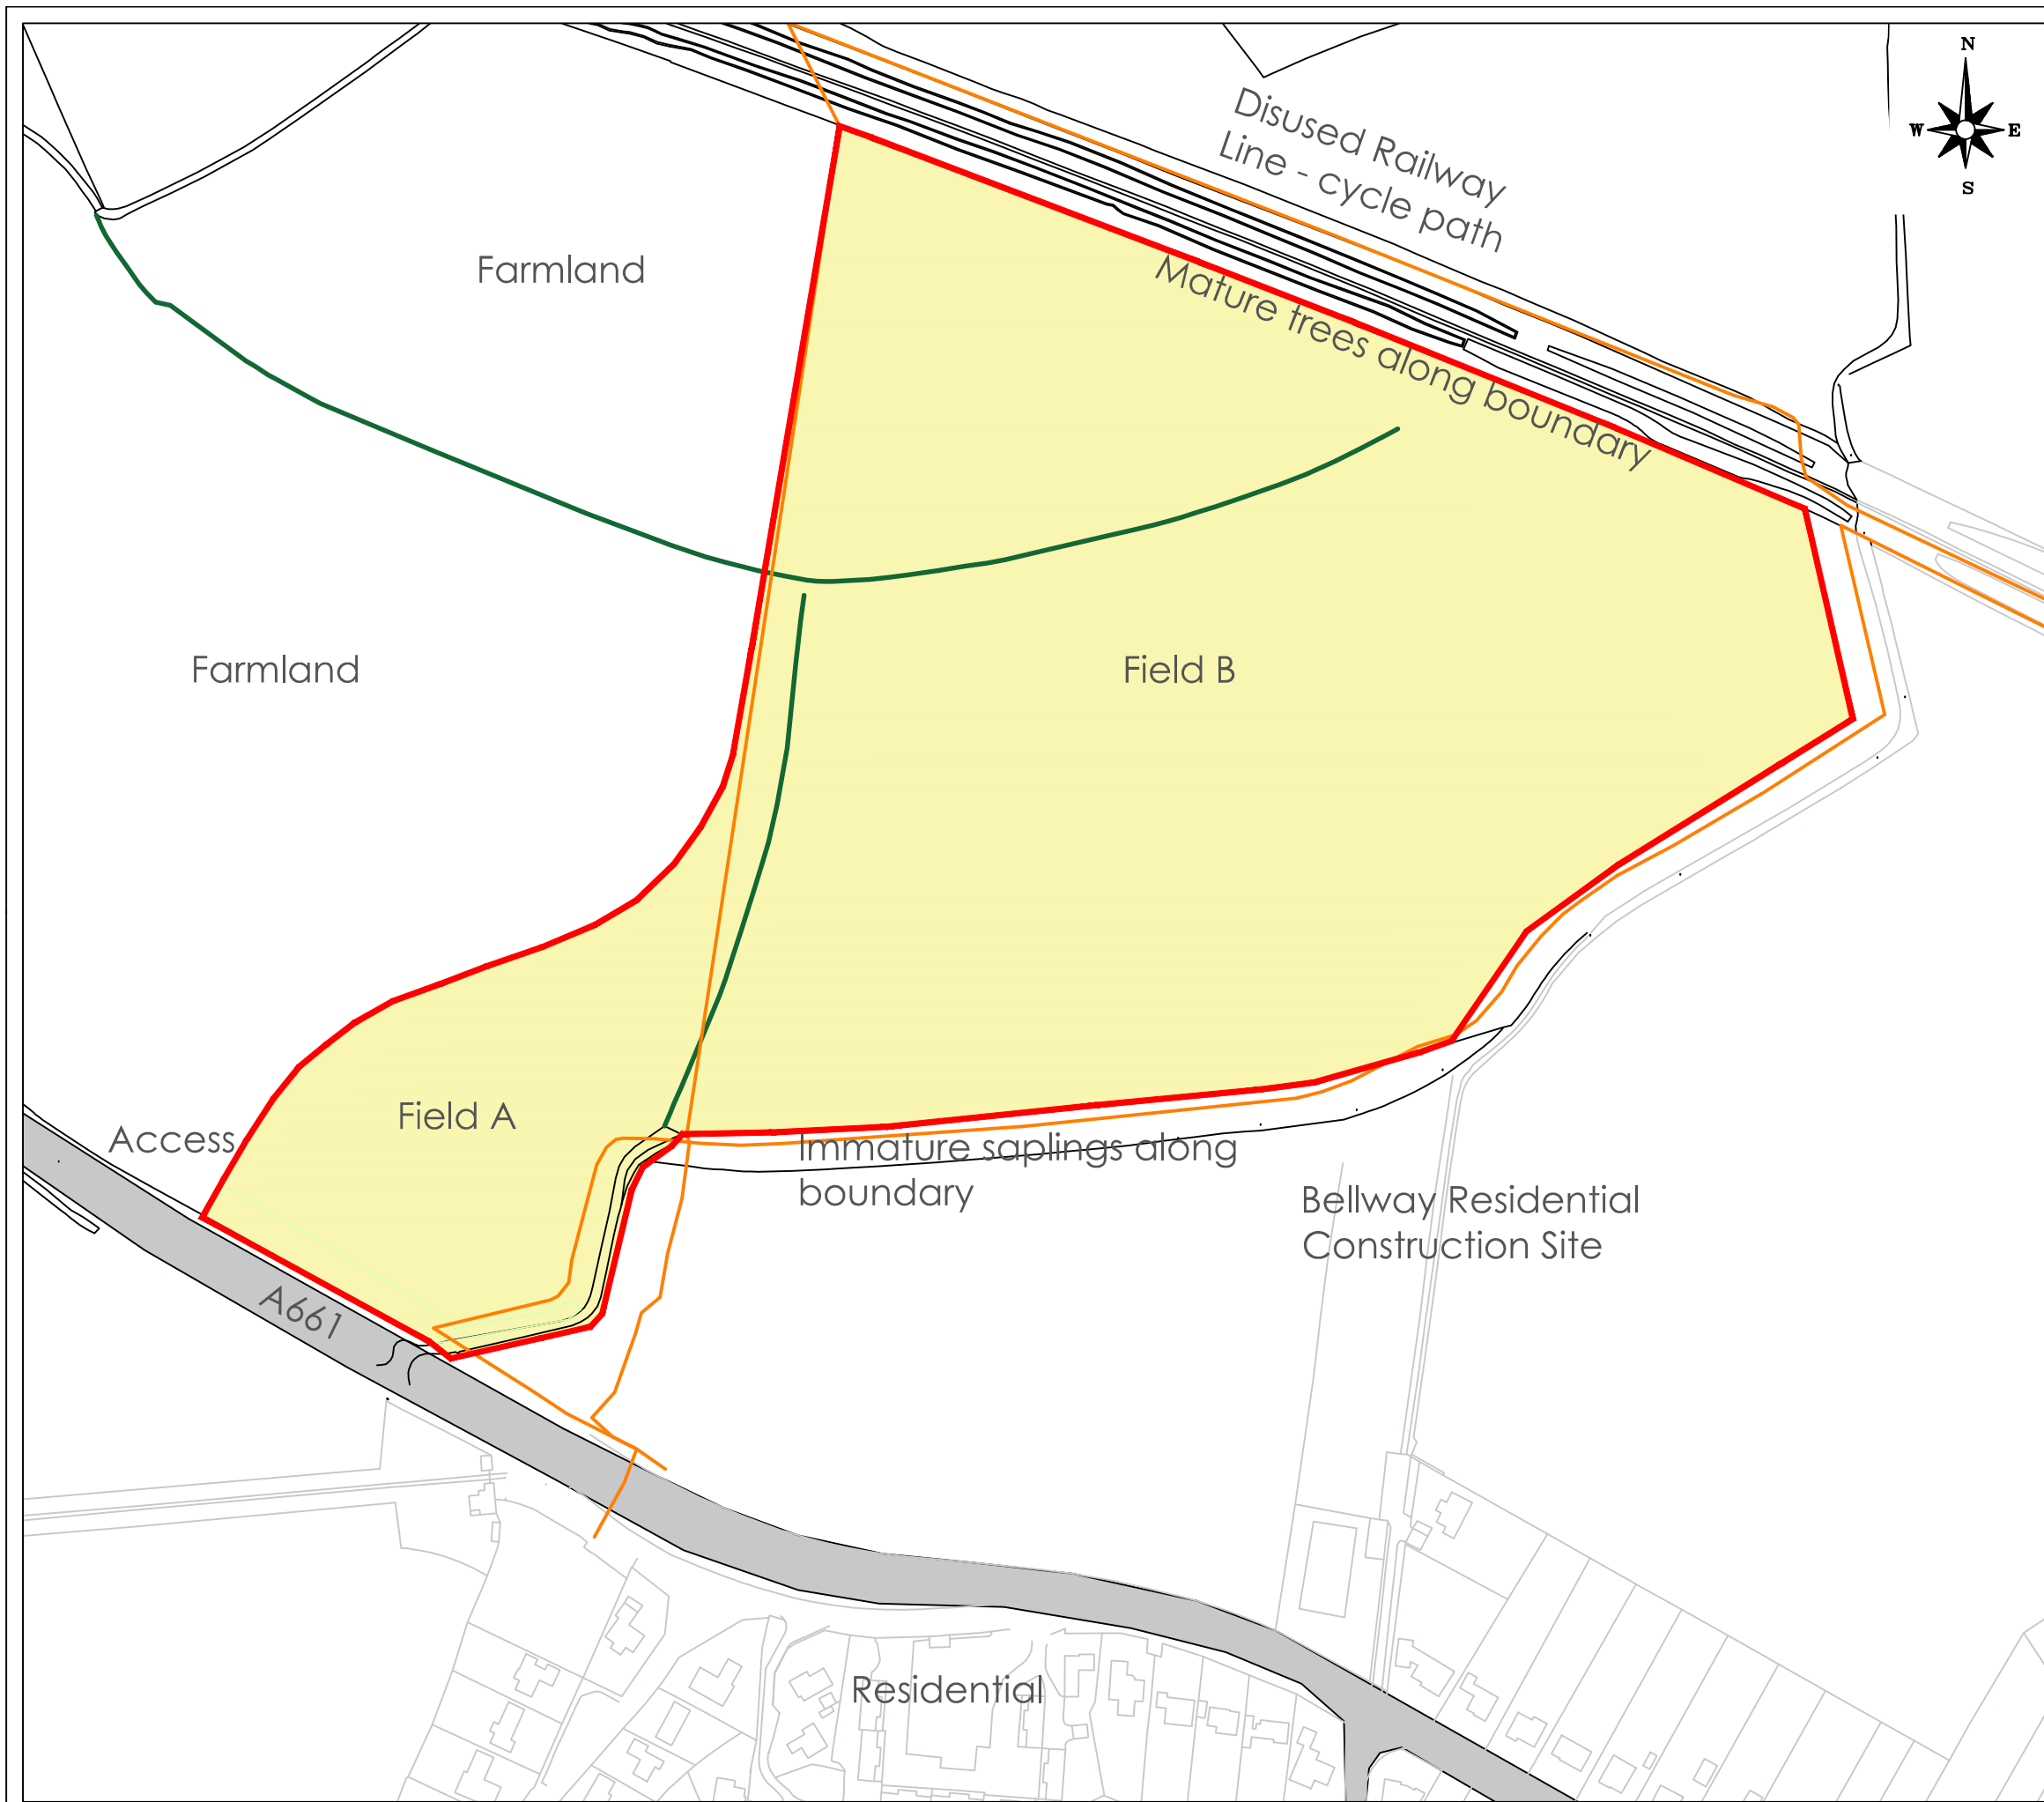 N
W E
S
Disused Railway
Line - cycle path
Mature trees along boundary
Farmland
Farmland
Field B
Field A
Access
Immature saplings along
boundary
Bellway Residential
Construction Site
A661
Residential